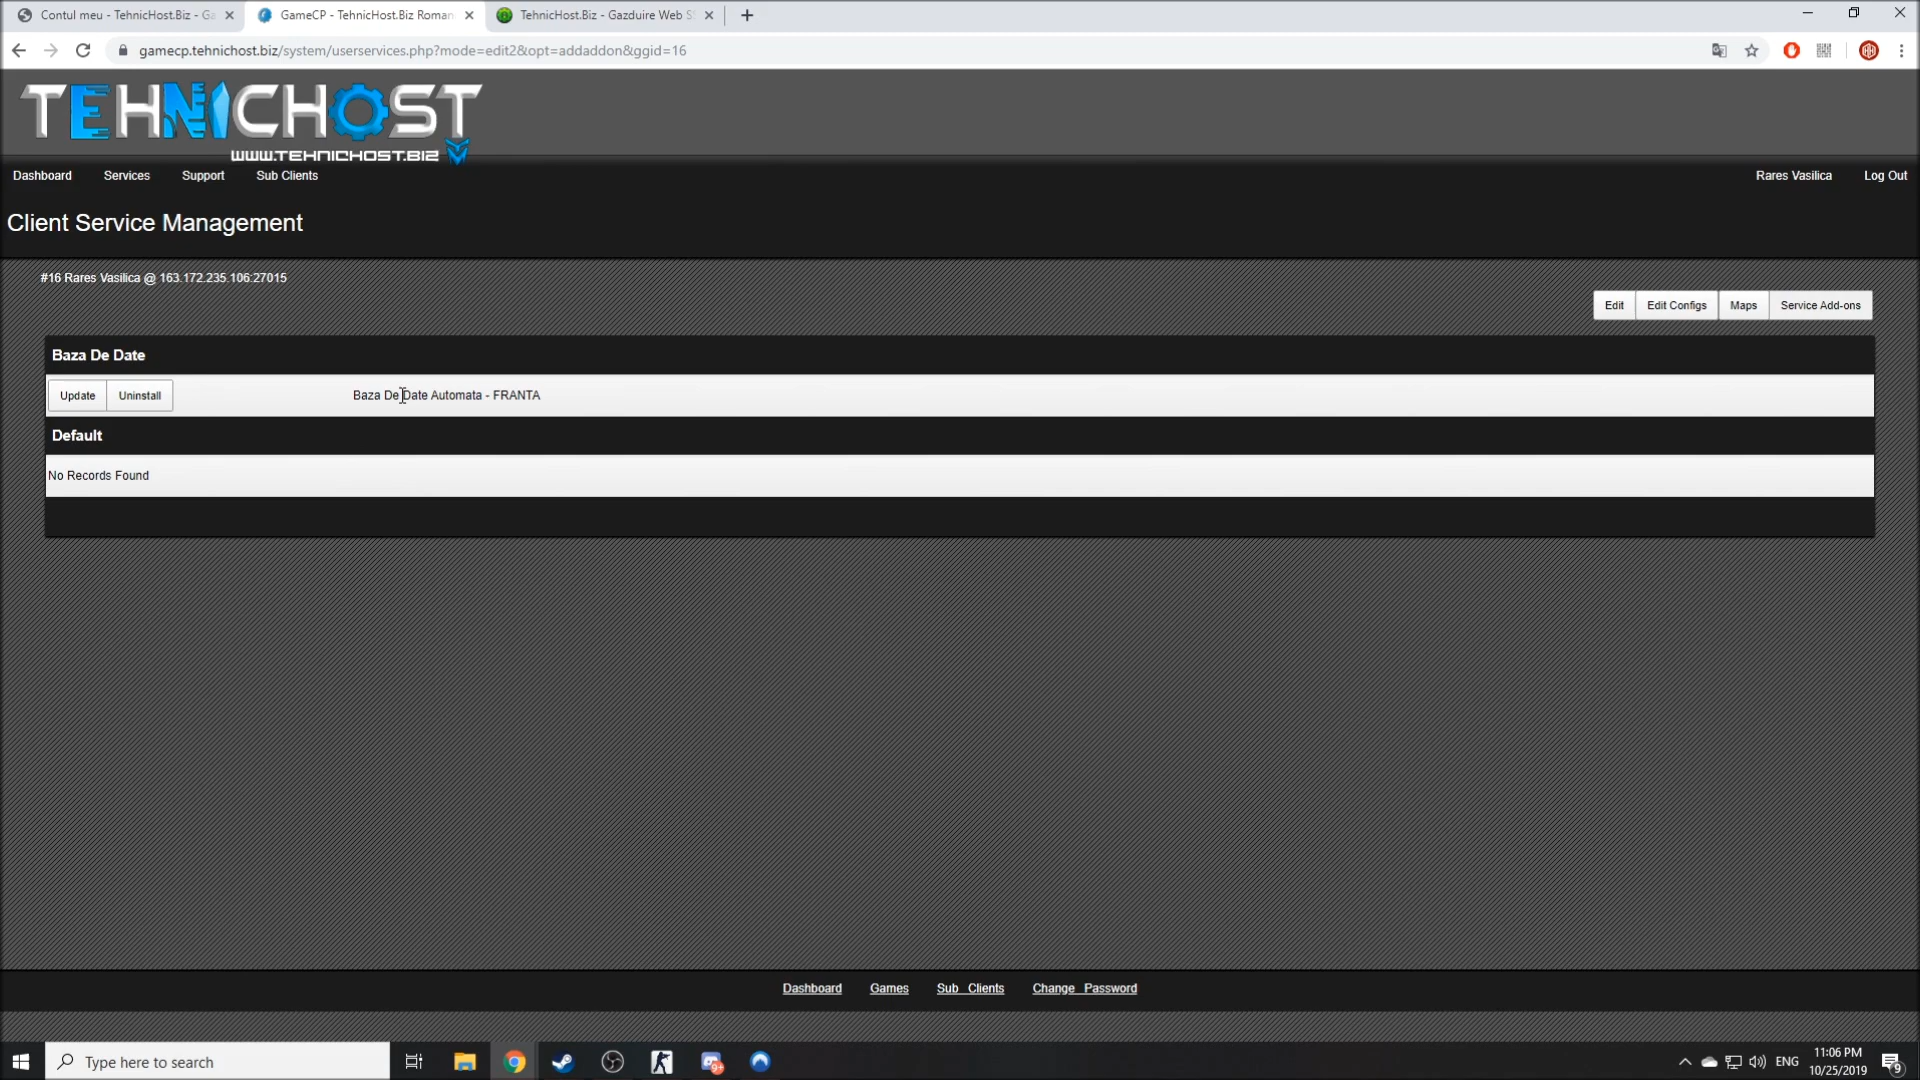 Contul meu - TehnicHost.Biz - Ga
GameCP - TehnicHost.Biz Roman
TehnicHost.Biz - Gazduire Web S
gamecp.tehnichost.biz/system/userservices.php?mode=edit2&opt=addaddon&ggid=16
TEHNICHOST
WWW.TEHNICHOST.BIZ
Dashboard Services Support Sub Clients Rares Vasilica Log Out
Client Service Management
#16 Rares Vasilica @ 163.172.235.106:27015
Edit Edit Configs Maps Service Add-ons
Baza De Date
Update Uninstall Baza De Date Automata - FRANTA
Default
No Records Found
Dashboard Games Sub Clients Change Password
Type here to search
9+
ENG
11:06 PM
10/25/2019
9